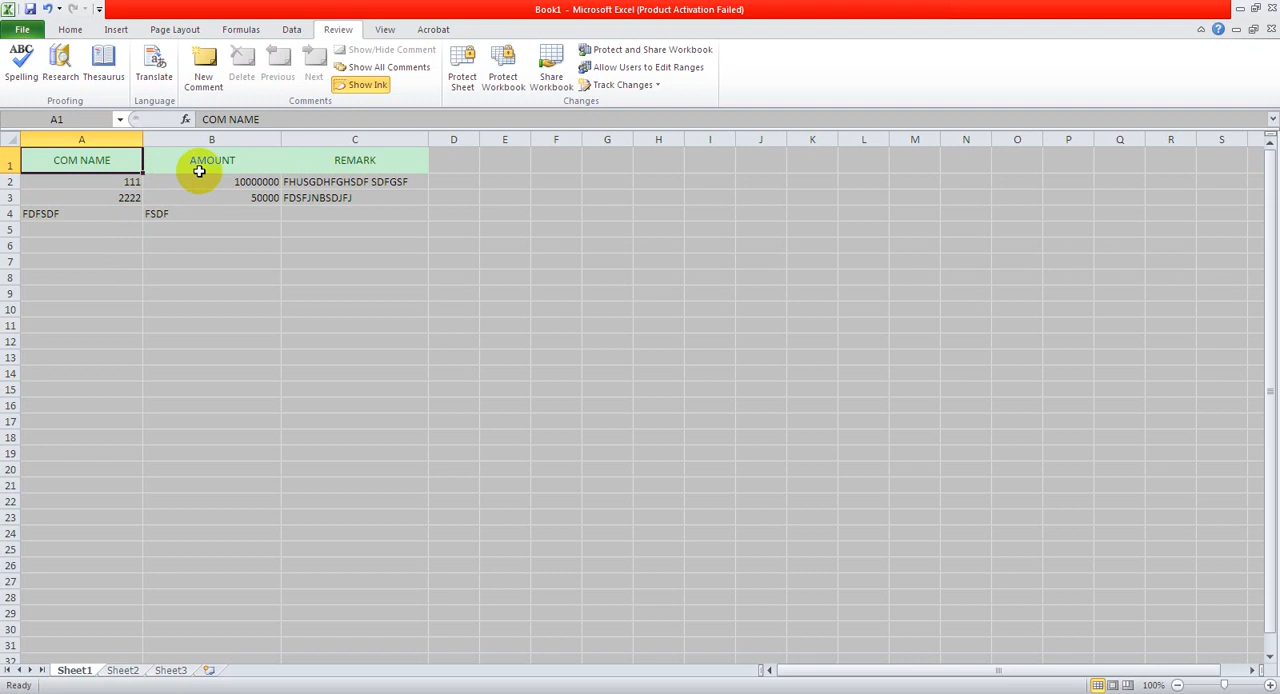 Book1 - Microsoft Excel (Product Activation Failed)
File Home Insert Page Layout Formulas Data Review View Acrobat
ABC
Spelling Research Thesaurus Translate New Comment Delete Previous Next
Show/Hide Comment
Show All Comments
Show Ink
Protect Sheet Protect Workbook Share Workbook
Protect and Share Workbook
Allow Users to Edit Ranges
Track Changes
Proofing Language Comments Changes
A1 fx COM NAME
A B C D E F G H I J K L M N O P Q R S
1 COM NAME AMOUNT REMARK
2 111 10000000 FHUSGDHFGHSDF SDFGSF
3 2222 50000 FDSFJNBSDJFJ
4 FDFSDF FSDF
5
6
7
8
9
10
11
12
13
14
15
16
17
18
19
20
21
22
23
24
25
26
27
28
29
30
31
32
Sheet1 Sheet2 Sheet3
Ready 100%